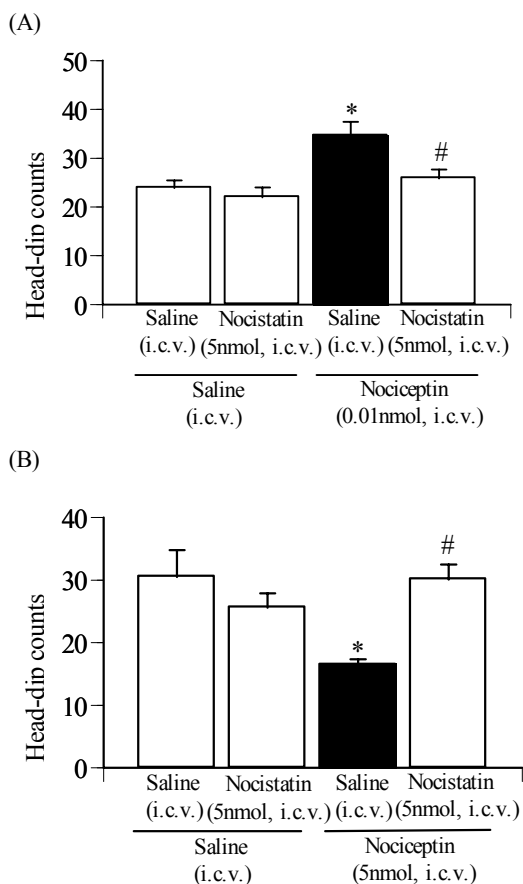 (A)
50
40
30
20
10
0
Head-dip counts
*
#
Saline Nocistatin Saline Nocistatin
(i.c.v.) (5nmol, i.c.v.) (i.c.v.) (5nmol, i.c.v.)
Saline Nociceptin
(i.c.v.) (0.01nmol, i.c.v.)
(B)
40
30
20
10
0
Head-dip counts
*
#
Saline Nocistatin Saline Nocistatin
(i.c.v.) (5nmol, i.c.v.) (i.c.v.) (5nmol, i.c.v.)
Saline Nociceptin
(i.c.v.) (5nmol, i.c.v.)